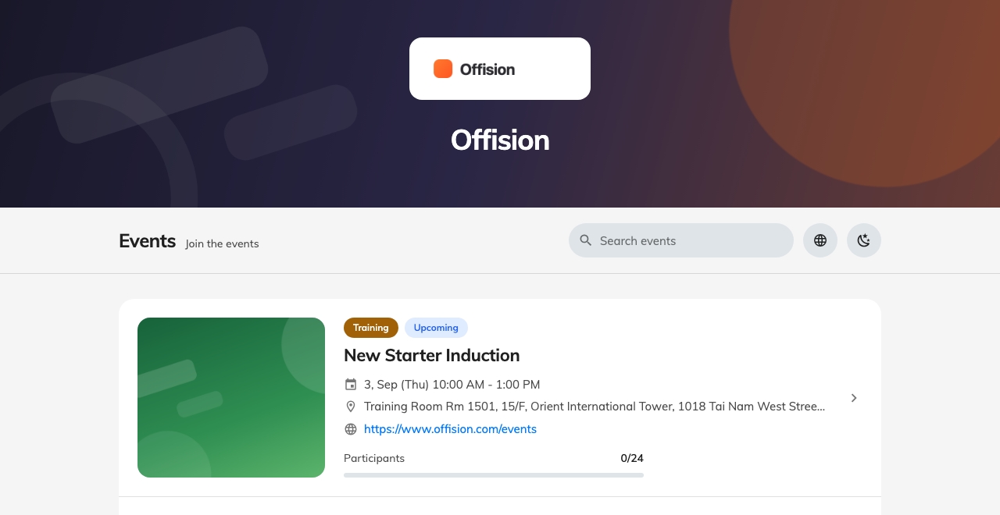 Offision
Offision
Events Join the events
Search events
Training Upcoming
New Starter Induction
3, Sep (Thu) 10:00 AM - 1:00 PM
Training Room Rm 1501, 15/F, Orient International Tower, 1018 Tai Nam West Stree...
https://www.offision.com/events
Participants 0/24